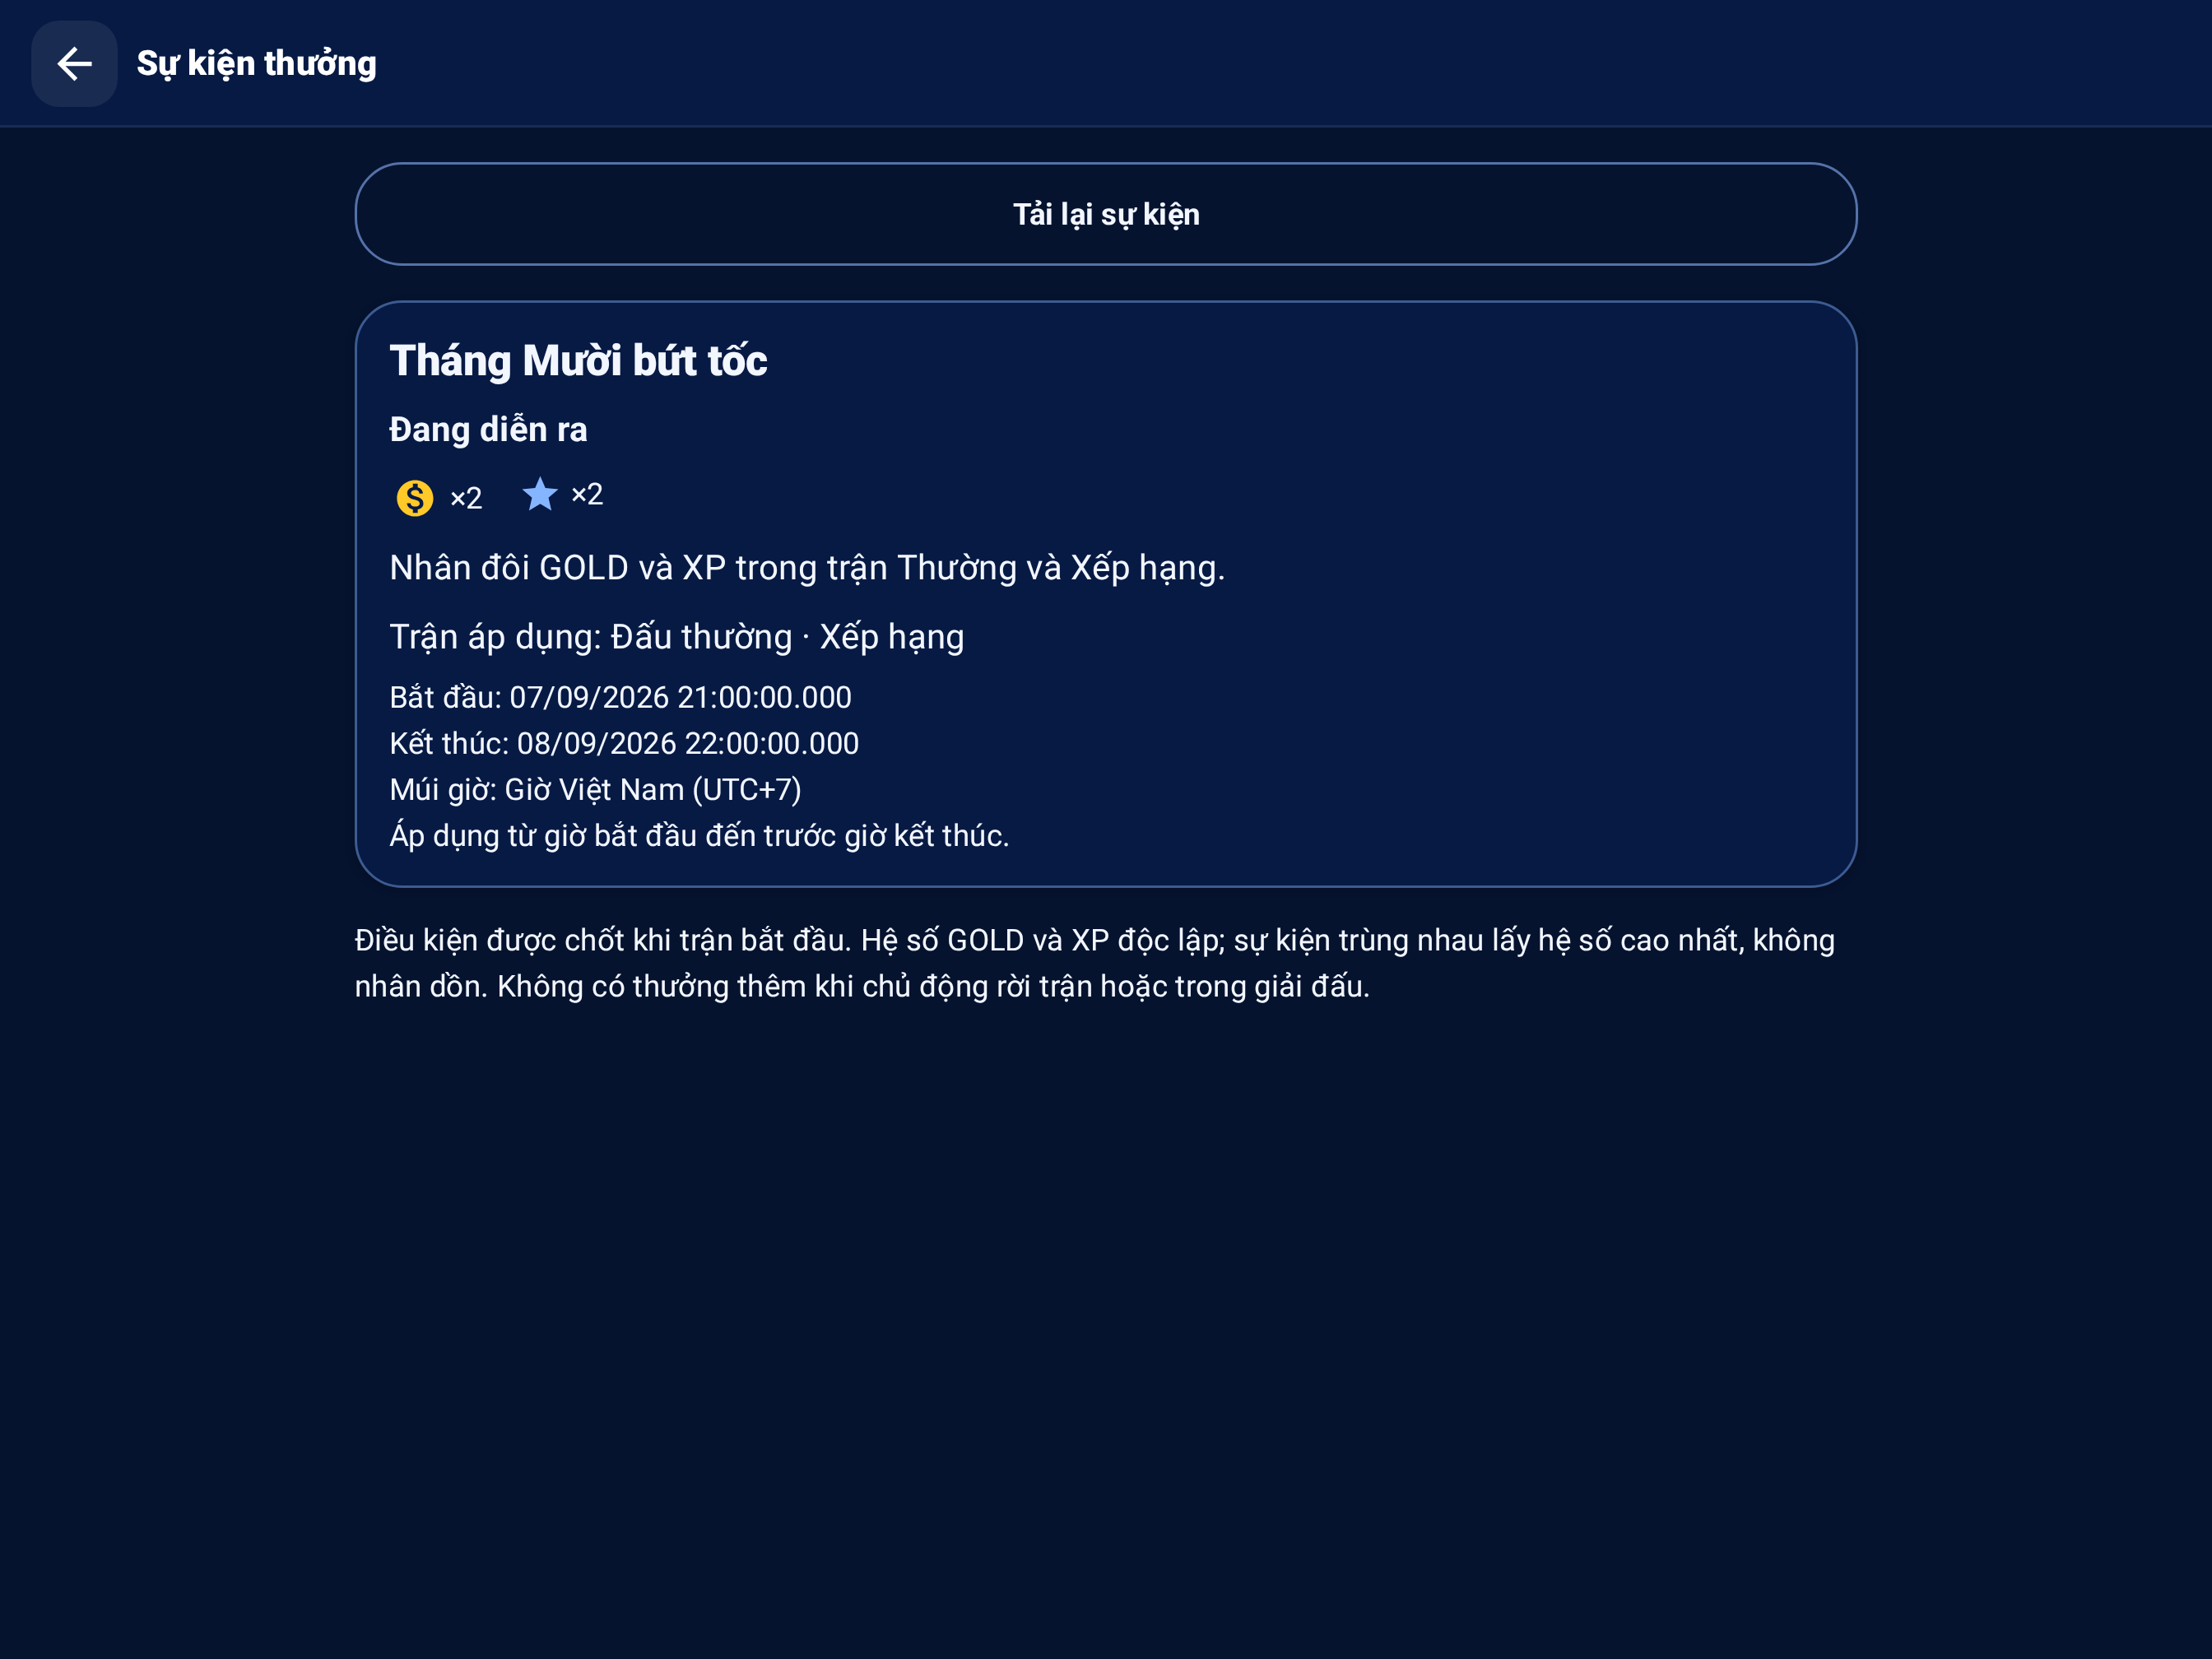 Sự kiện thưởng
Tải lại sự kiện
Tháng Mười bứt tốc
Đang diễn ra
×2 ×2
Nhân đôi GOLD và XP trong trận Thường và Xếp hạng.
Trận áp dụng: Đấu thường · Xếp hạng
Bắt đầu: 07/09/2026 21:00:00.000
Kết thúc: 08/09/2026 22:00:00.000
Múi giờ: Giờ Việt Nam (UTC+7)
Áp dụng từ giờ bắt đầu đến trước giờ kết thúc.
Điều kiện được chốt khi trận bắt đầu. Hệ số GOLD và XP độc lập; sự kiện trùng nhau lấy hệ số cao nhất, không
nhân dồn. Không có thưởng thêm khi chủ động rời trận hoặc trong giải đấu.